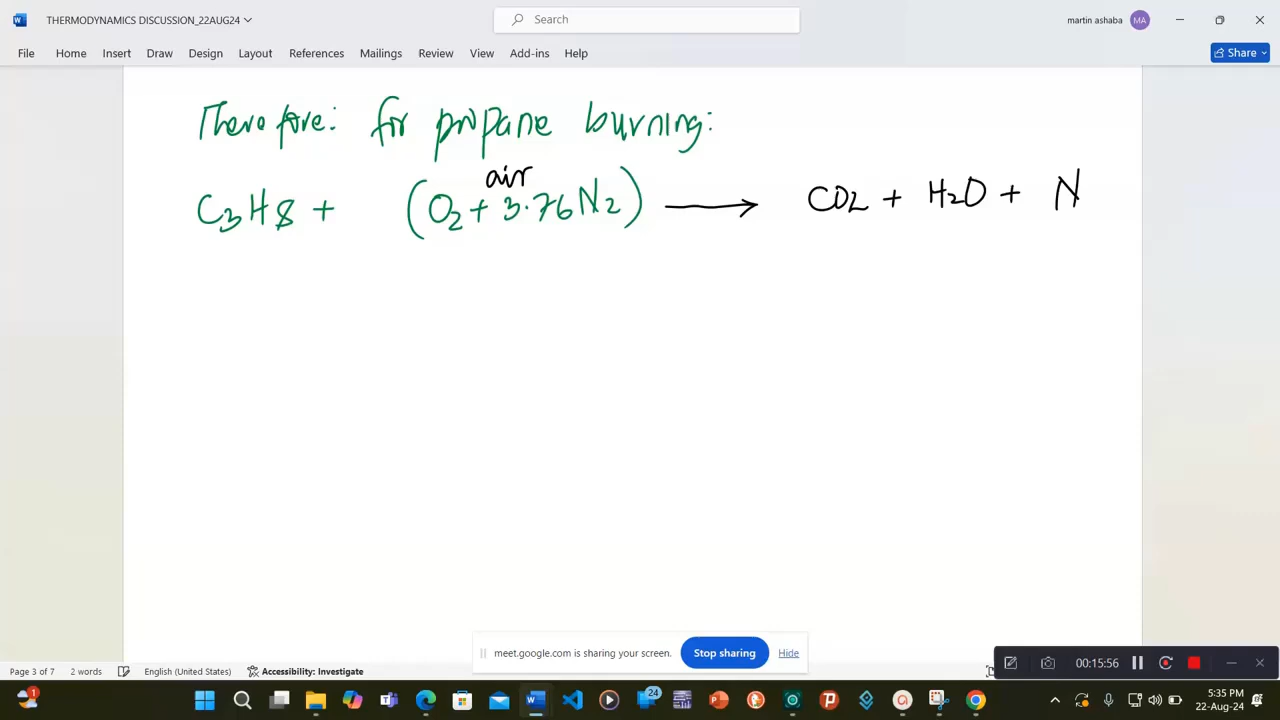 THERMODYNAMICS DISCUSSION_22AUG24
Search
martin ashaba
MA
File Home Insert Draw Design Layout References Mailings Review View Add-ins Help
Share
Therefore: for propane burning:
air
C3H8 + (O2 + 3.76N2) → CO2 + H2O + N
meet.google.com is sharing your screen.
Stop sharing
Hide
00:15:56
Page 3 of 7 2 words English (United States) Accessibility: Investigate
1
24
5:35 PM
22-Aug-24